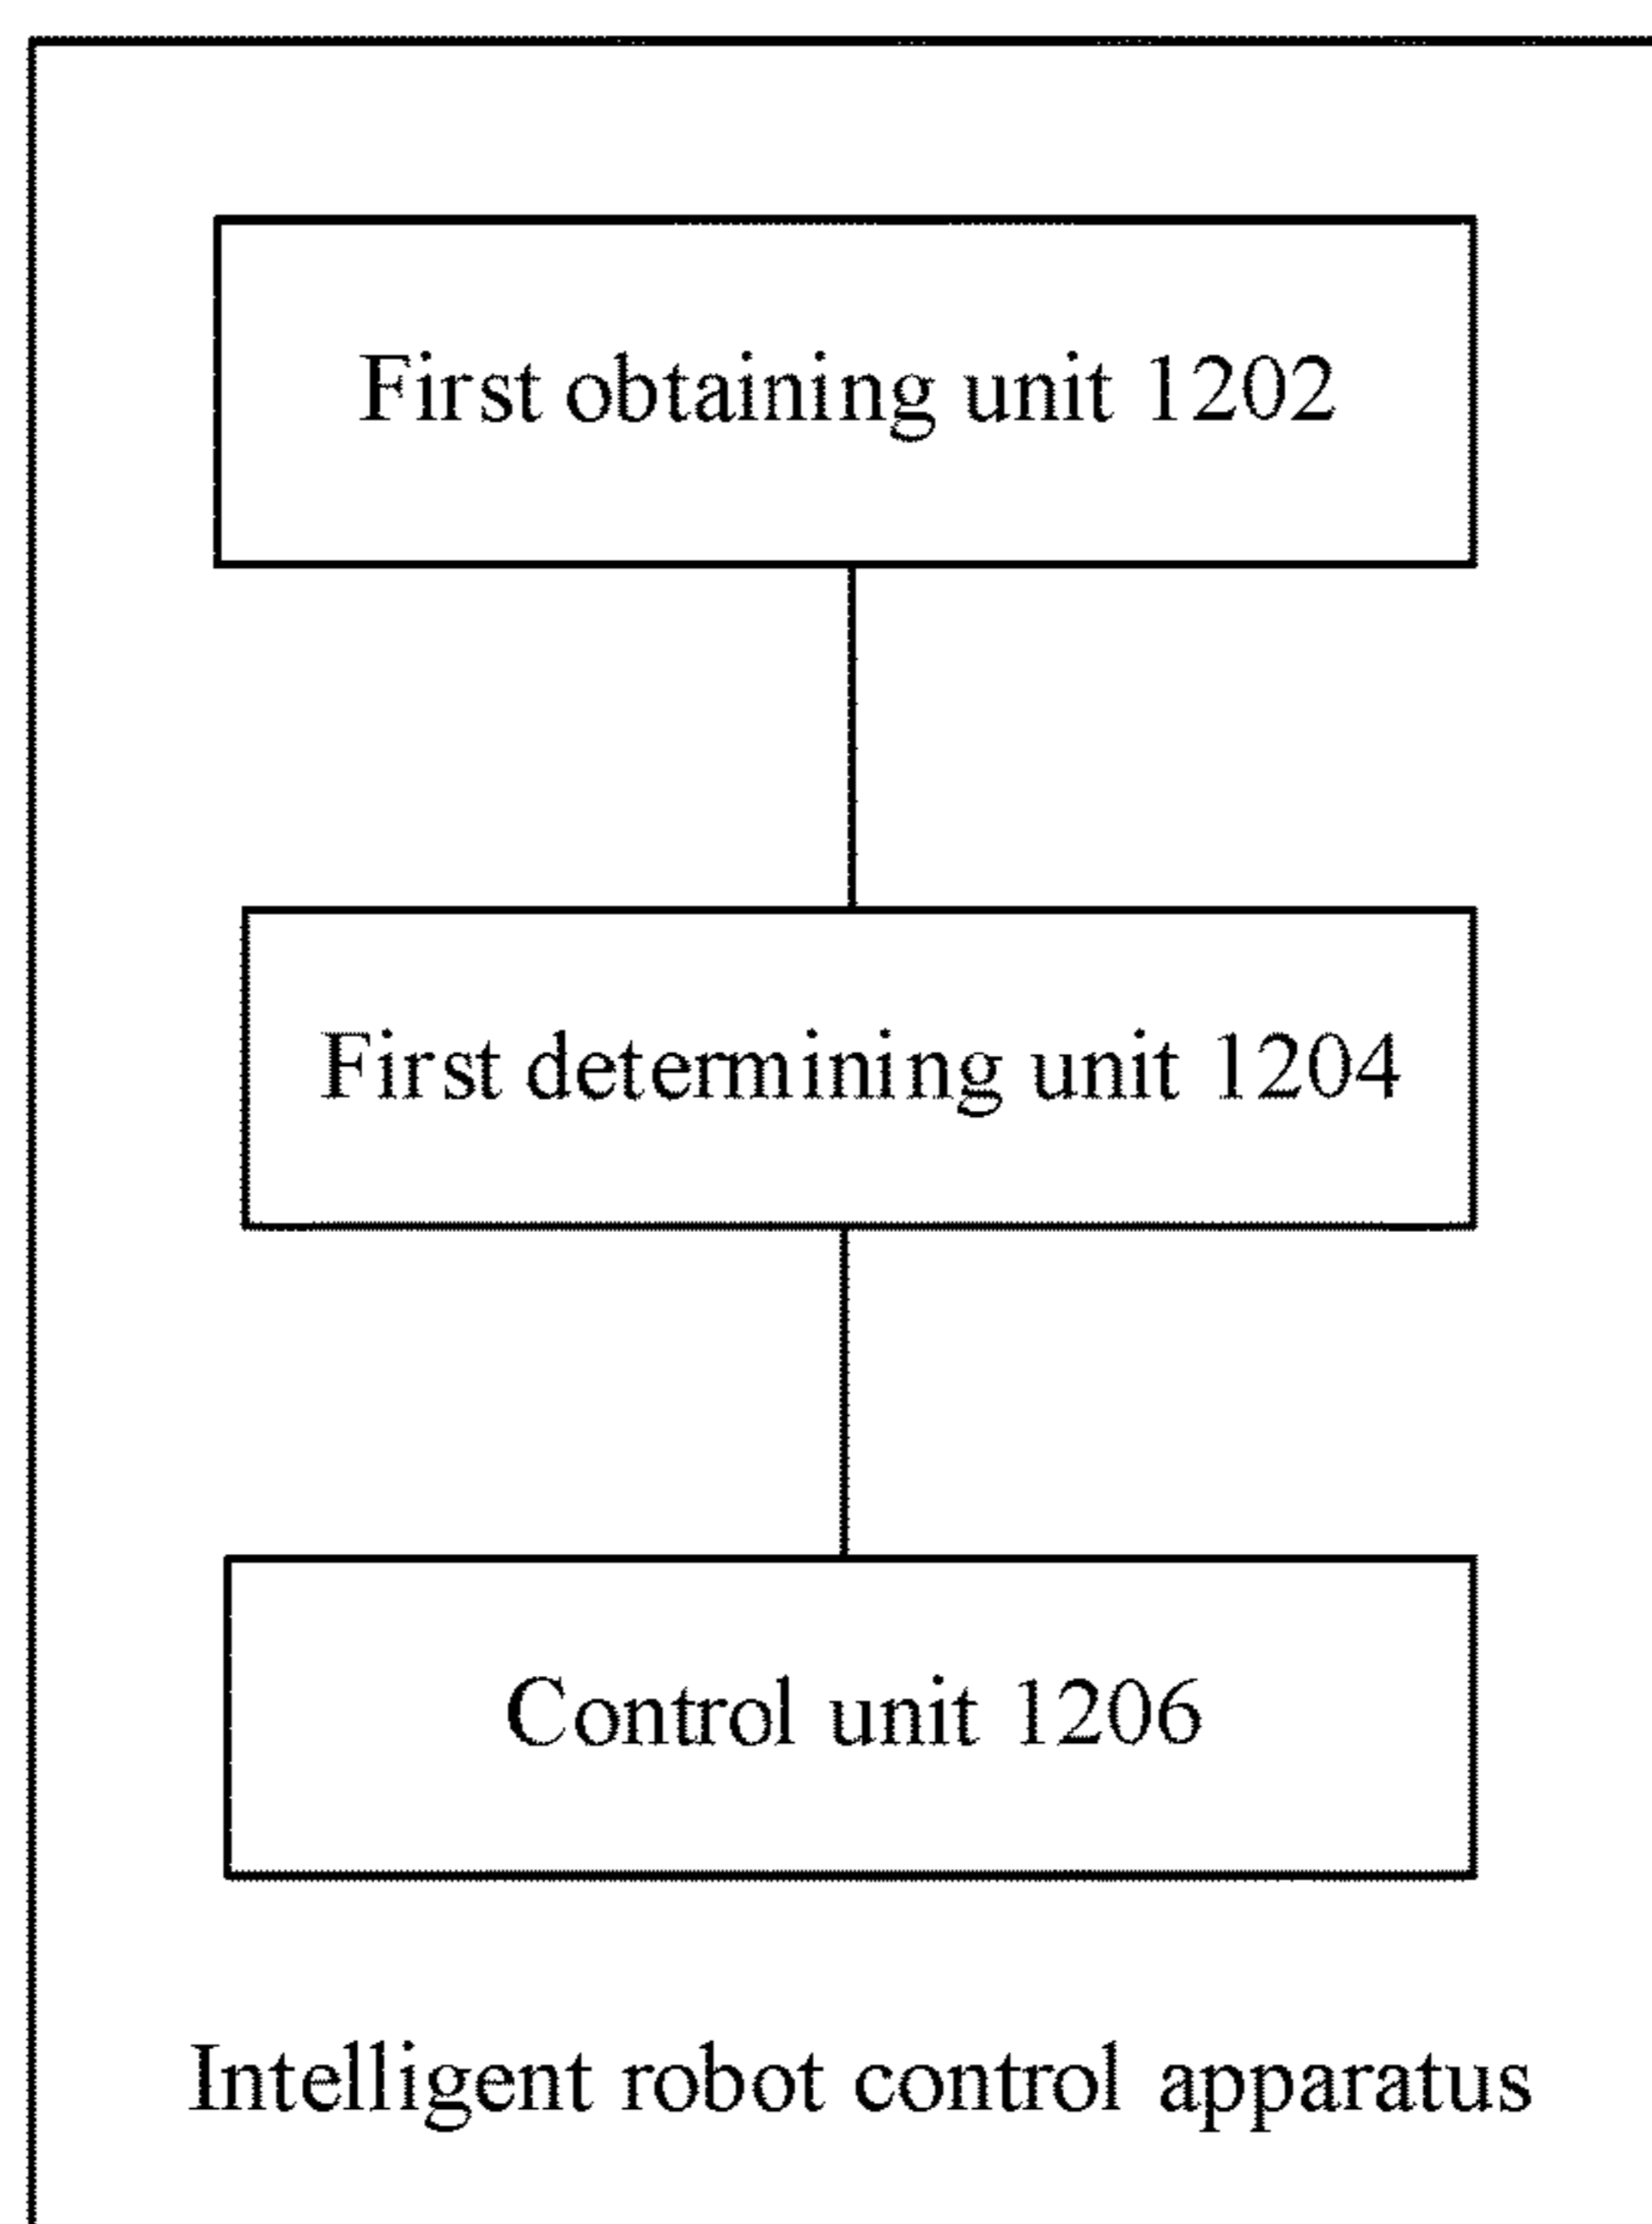 First obtaining unit 1202
First determining unit 1204
Control unit 1206
Intelligent robot control apparatus